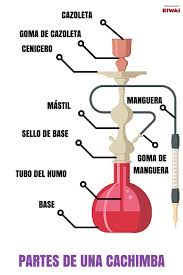 KIWAI
CAZOLETA
GOMA DE CAZOLETA
CENICERO
MÁSTIL
MANGUERA
SELLO DE BASE
GOMA DE
MANGUERA
TUBO DEL HUMO
BASE
PARTES DE UNA CACHIMBA